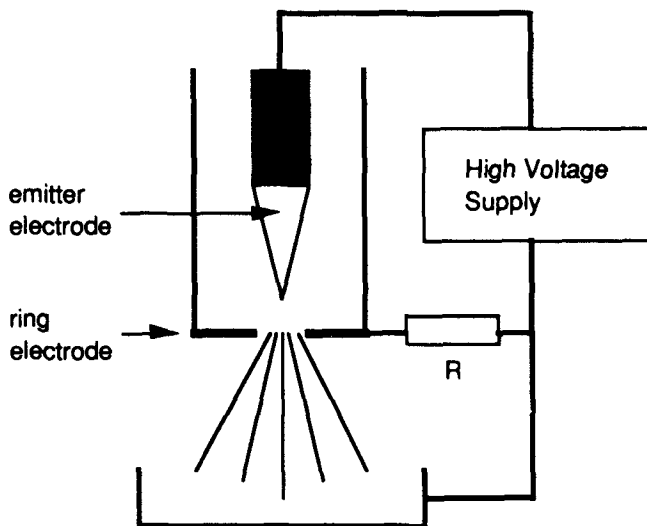 High Voltage
Supply
emitter
electrode
ring
electrode
R